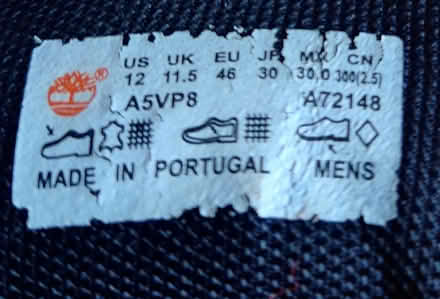 US UK EU JP MX CN
12 11.5 46 30 30,0 300(2.5)
®
A5VP8 A72148
MADE IN PORTUGAL MENS